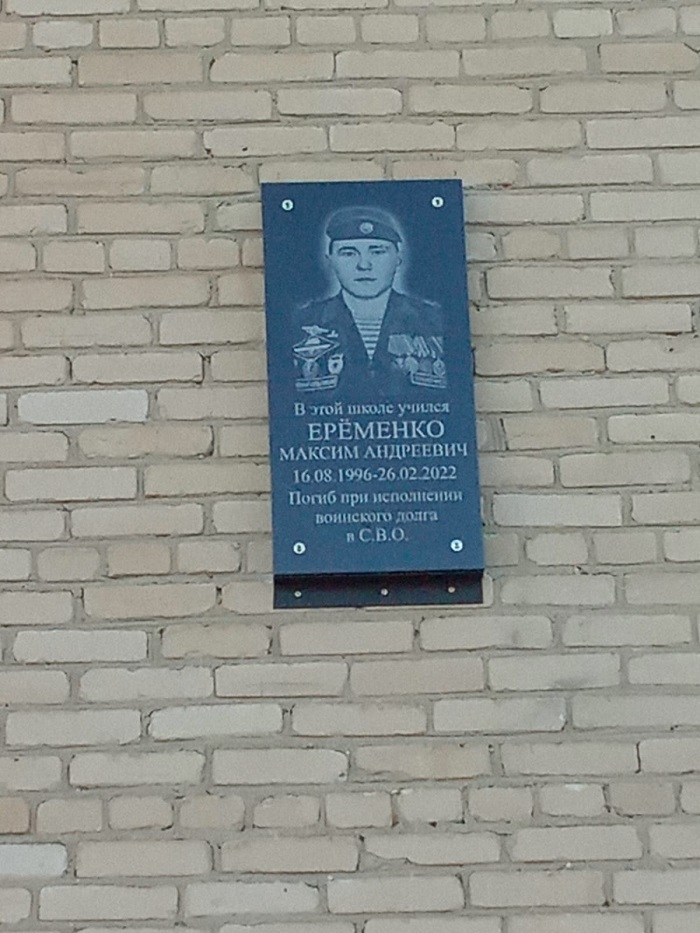 В этой школе учился
ЕРЁМЕНКО
МАКСИМ АНДРЕЕВИЧ
16.08.1996-26.02.2022
Погиб при исполнении
воинского долга
в С.В.О.